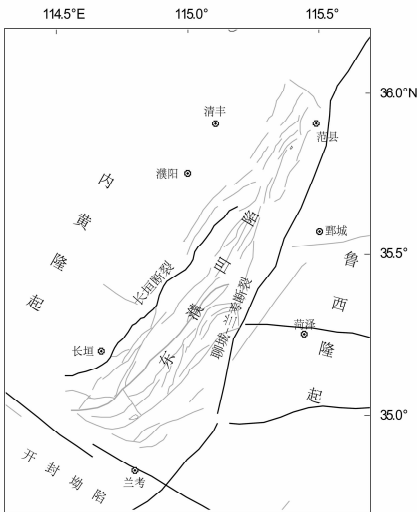 114.5°E
115.0°
115.5°
36.0°N
清丰
范县
濮阳
内黄隆起
鄄城
东濮凹陷
35.5°
长垣断裂
聊城-兰考断裂
鲁西隆起
菏泽
长垣
35.0°
开封坳陷
兰考